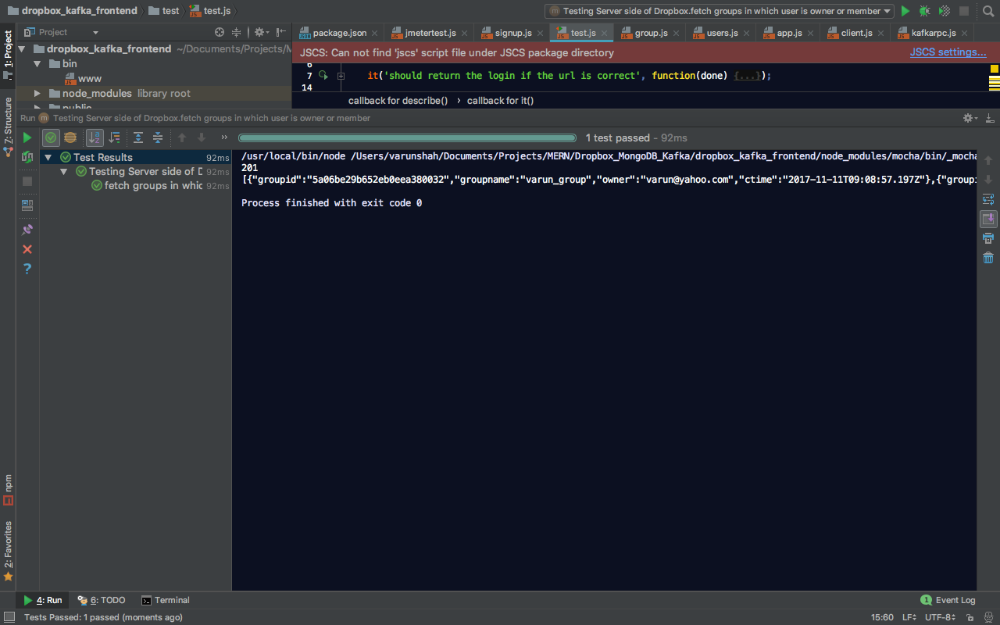 dropbox_kafka_frontend test test.js Testing Server side of Dropbox.fetch groups in which user is owner or member
1: Project
Project
package.json jmetertest.js signup.js test.js group.js users.js app.js client.js kafkarpc.js
dropbox_kafka_frontend ~/Documents/Projects/M
JSCS: Can not find 'jscs' script file under JSCS package directory JSCS settings...
bin
www
node_modules library root
public
6
7 it('should return the login if the url is correct', function(done) {...});
14
callback for describe() › callback for it()
Z: Structure
Run Testing Server side of Dropbox.fetch groups in which user is owner or member
1 test passed - 92ms
Test Results 92ms
Testing Server side of D 92ms
fetch groups in whic 92ms
/usr/local/bin/node /Users/varunshah/Documents/Projects/MERN/Dropbox_MongoDB_Kafka/dropbox_kafka_frontend/node_modules/mocha/bin/_mocha
201
[{"groupid":"5a06be29b652eb0eea380032","groupname":"varun_group","owner":"varun@yahoo.com","ctime":"2017-11-11T09:08:57.197Z"},{"groupi
Process finished with exit code 0
npm
2: Favorites
4: Run 6: TODO Terminal 1 Event Log
Tests Passed: 1 passed (moments ago) 15:60 LF UTF-8